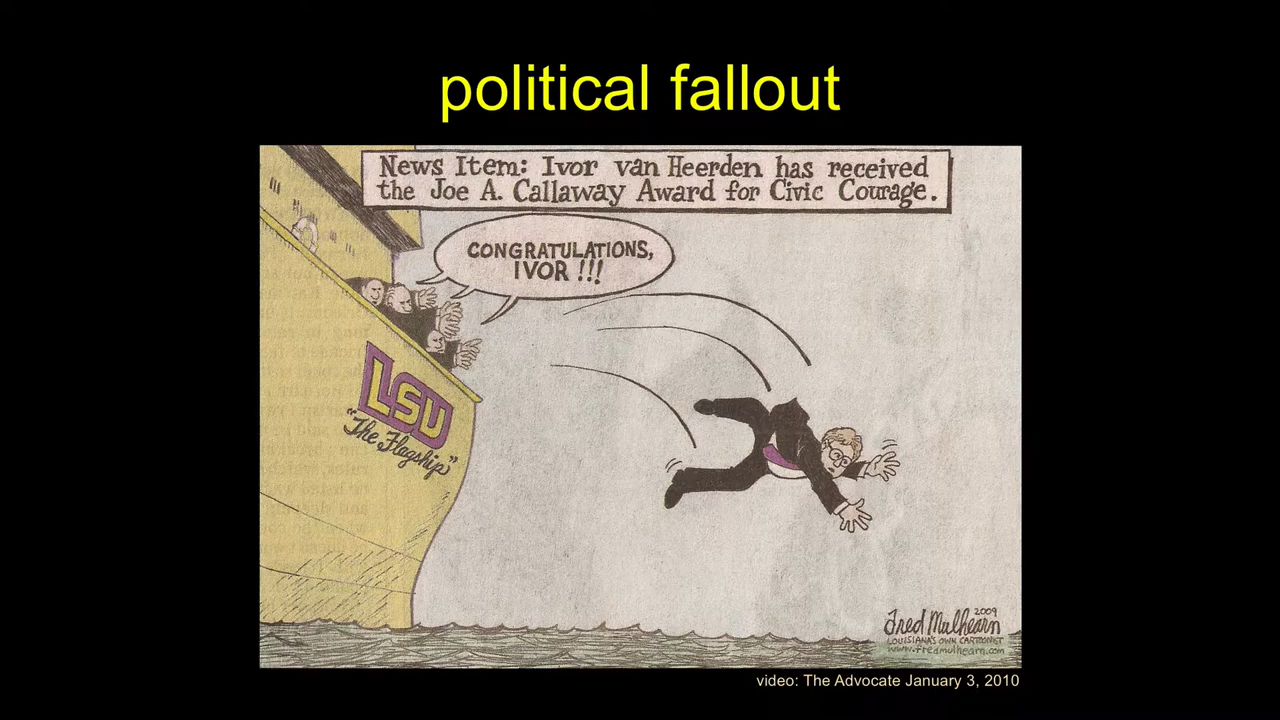 political fallout
News Item: Ivor van Heerden has received
the Joe A. Callaway Award for Civic Courage.
CONGRATULATIONS,
IVOR !!!
LSU
"The Flagship"
Fred Mulhearn 2009
LOUISIANA'S OWN CARTOONIST
www.fredmulhearn.com
video: The Advocate January 3, 2010